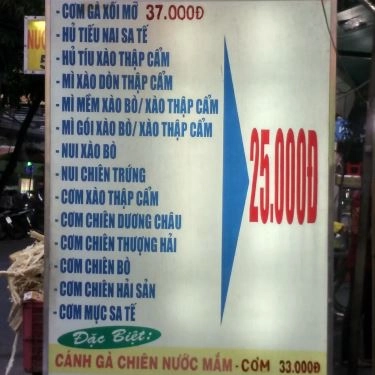 - CƠM GÀ XỐI MỠ 37.000Đ
- HỦ TIẾU NAI SA TẾ
- HỦ TÍU XÀO THẬP CẨM
- MÌ XÀO DÒN THẬP CẨM
- MÌ MỀM XÀO BÒ/ XÀO THẬP CẨM
- MÌ GÓI XÀO BÒ/ XÀO THẬP CẨM
- NUI XÀO BÒ
- NUI CHIÊN TRỨNG
- CƠM XÀO THẬP CẨM
- CƠM CHIÊN DƯƠNG CHÂU
- CƠM CHIÊN THƯỢNG HẢI
- CƠM CHIÊN BÒ
- CƠM CHIÊN HẢI SẢN
- CƠM MỰC SA TẾ
25.000Đ
Đặc Biệt:
CÁNH GÀ CHIÊN NƯỚC MẮM - CƠM 33.000Đ